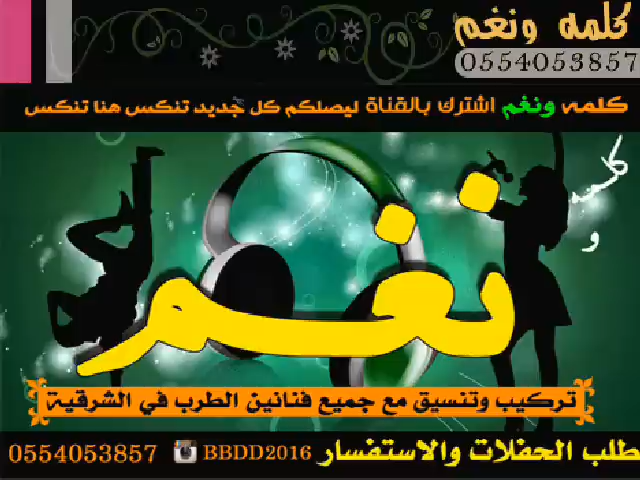 كلمه ونغم
0554053857
كلمه ونغم اشترك بالقناة ليصلكم كل جديد تنكس هنا تنكس
كلمه
و
نغم
تركيب وتنسيق مع جميع فنانين الطرب في الشرقية
طلب الحفلات والاستفسار BBDD2016 0554053857